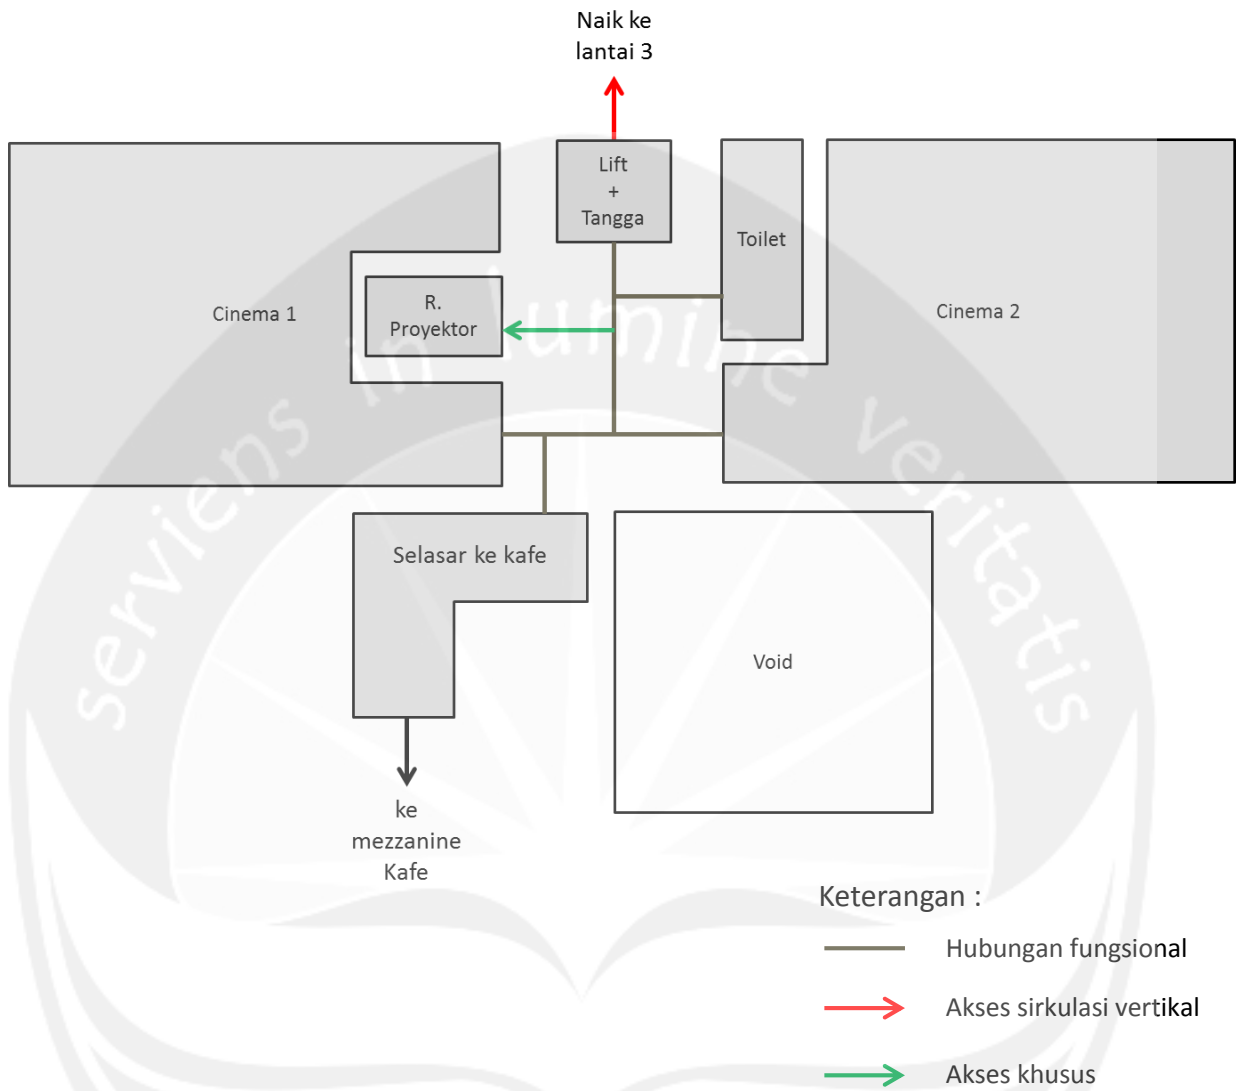 Naik ke
lantai 3
Lift
+
Tangga
Toilet
Cinema 1
R.
Proyektor
Cinema 2
Selasar ke kafe
Void
ke
mezzanine
Kafe
Keterangan :
Hubungan fungsional
Akses sirkulasi vertikal
Akses khusus
serviens in lumine veritatis